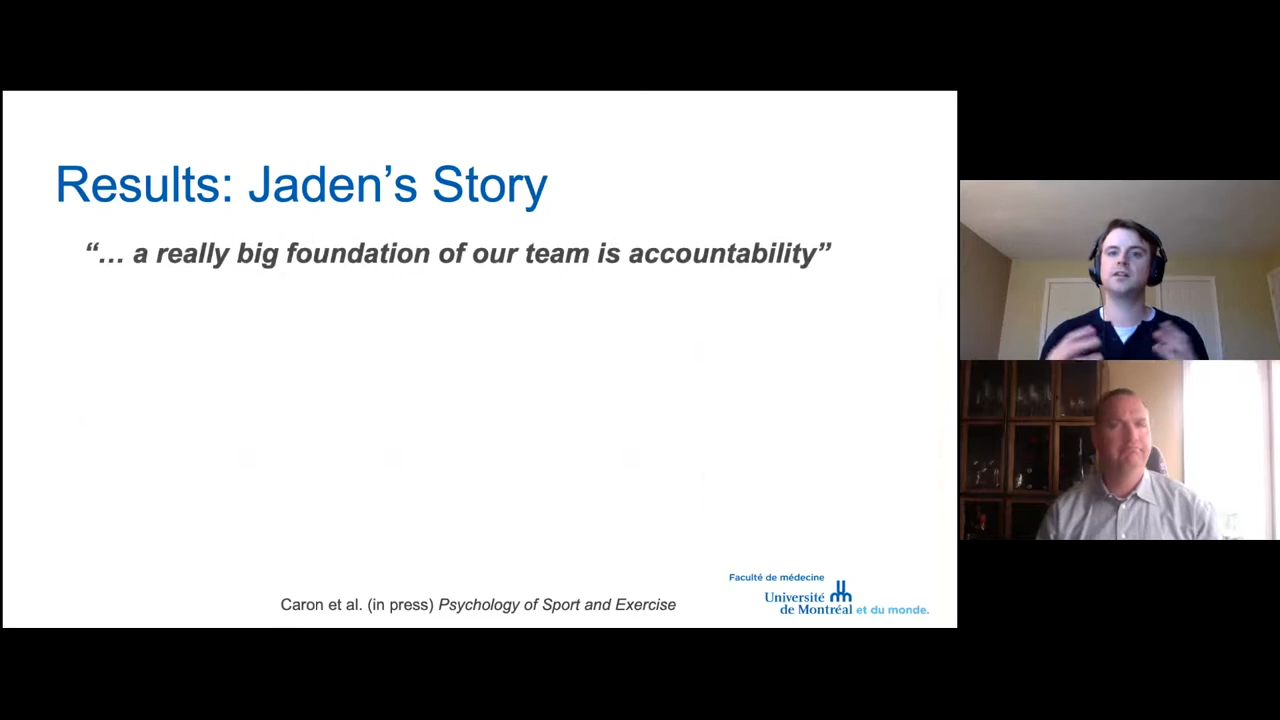 Results: Jaden’s Story
“… a really big foundation of our team is accountability”
Caron et al. (in press) Psychology of Sport and Exercise
Faculté de médecine
Université
de Montréal et du monde.